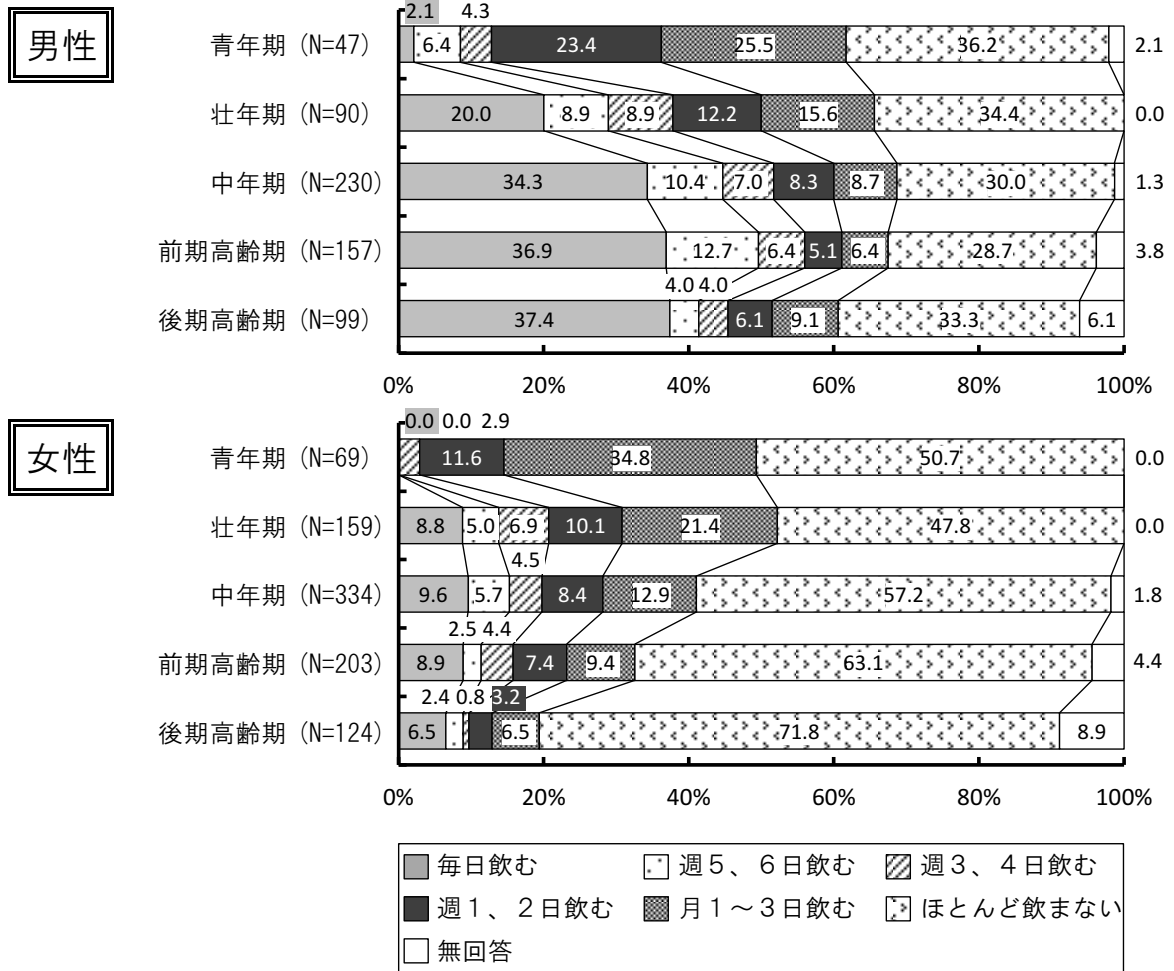 男性
2.1 4.3
青年期 (N=47) 6.4 23.4 25.5 36.2 2.1
壮年期 (N=90) 20.0 8.9 8.9 12.2 15.6 34.4 0.0
中年期 (N=230) 34.3 10.4 7.0 8.3 8.7 30.0 1.3
前期高齢期 (N=157) 36.9 12.7 6.4 5.1 6.4 28.7 3.8
4.0 4.0
後期高齢期 (N=99) 37.4 6.1 9.1 33.3 6.1
0% 20% 40% 60% 80% 100%
女性
0.0 0.0 2.9
青年期 (N=69) 11.6 34.8 50.7 0.0
壮年期 (N=159) 8.8 5.0 6.9 10.1 21.4 47.8 0.0
4.5
中年期 (N=334) 9.6 5.7 8.4 12.9 57.2 1.8
2.5 4.4
前期高齢期 (N=203) 8.9 7.4 9.4 63.1 4.4
2.4 0.8 3.2
後期高齢期 (N=124) 6.5 6.5 71.8 8.9
0% 20% 40% 60% 80% 100%
毎日飲む 週５、６日飲む 週３、４日飲む
週１、２日飲む 月１～３日飲む ほとんど飲まない
無回答